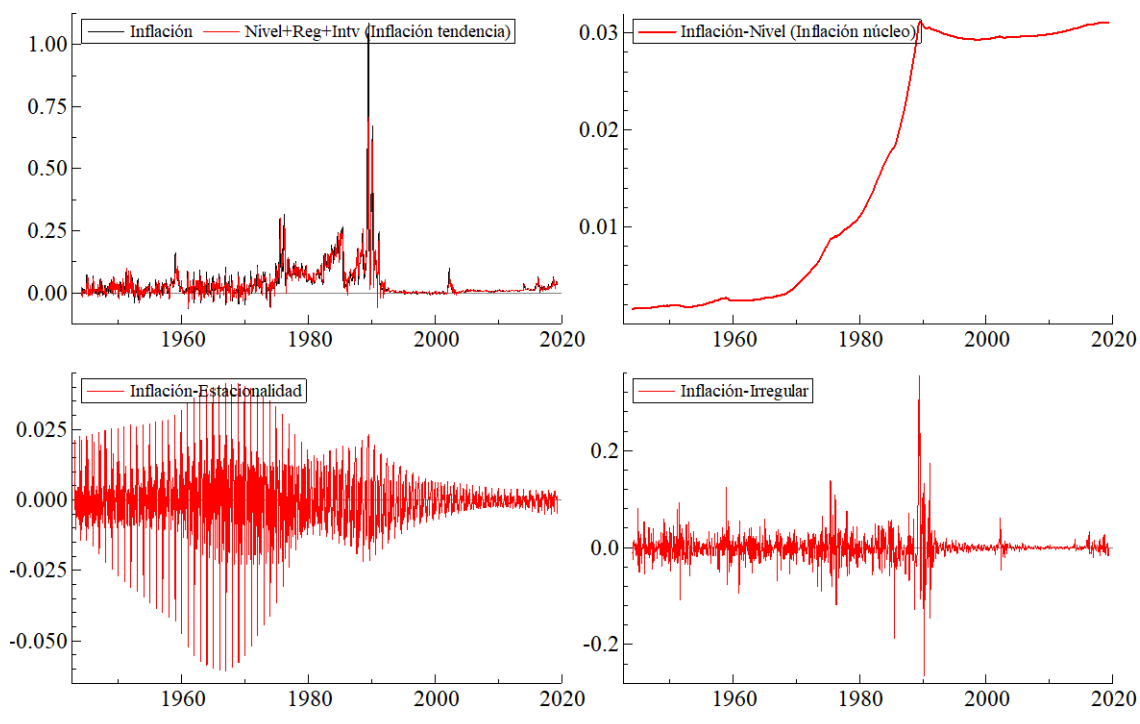 Inflación Nivel+Reg+Intv (Inflación tendencia)
1.00
0.75
0.50
0.25
0.00
1960 1980 2000 2020
Inflación-Nivel (Inflación núcleo)
0.03
0.02
0.01
1960 1980 2000 2020
Inflación-Estacionalidad
0.025
0.000
-0.025
-0.050
1960 1980 2000 2020
Inflación-Irregular
0.2
0.0
-0.2
1960 1980 2000 2020